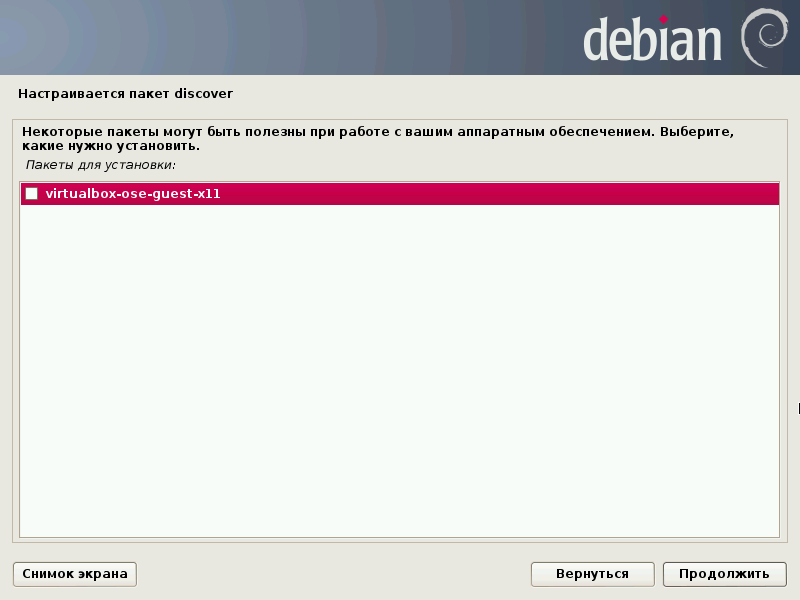 debian
Настраивается пакет discover
Некоторые пакеты могут быть полезны при работе с вашим аппаратным обеспечением. Выберите,
какие нужно установить.
Пакеты для установки:
virtualbox-ose-guest-x11
Снимок экрана
Вернуться
Продолжить